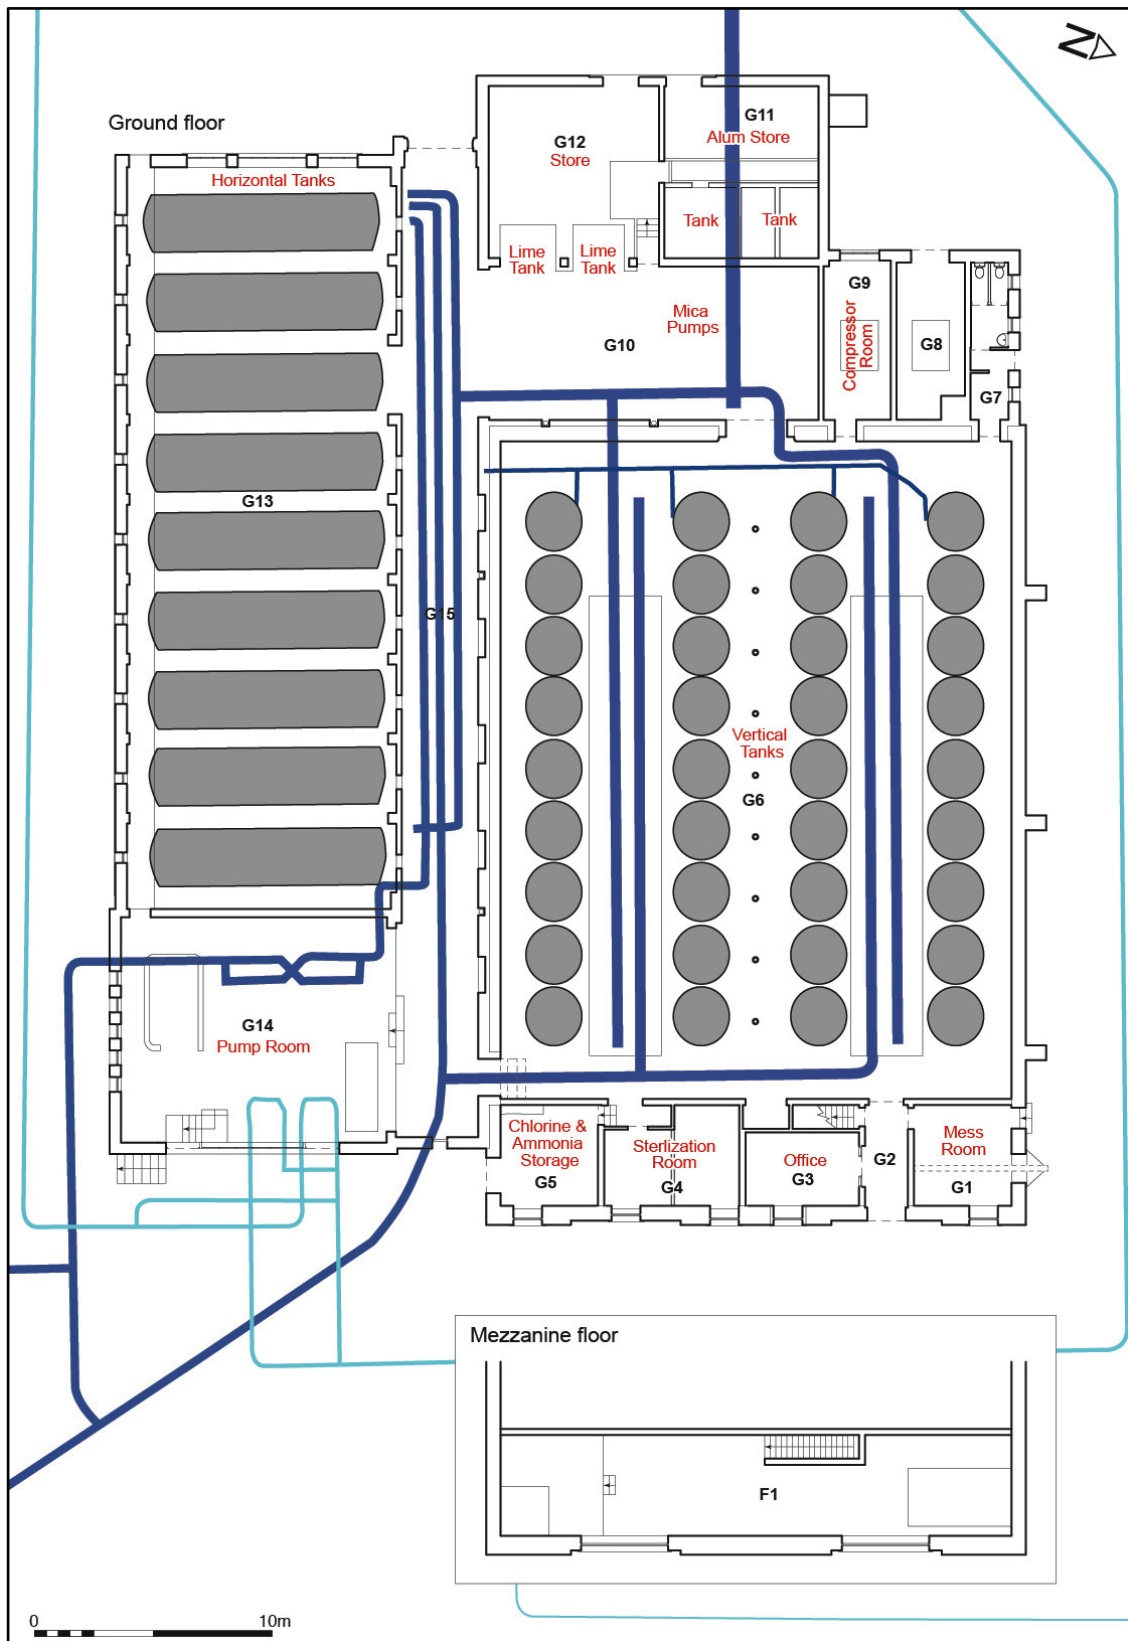 N
Ground floor
G12
Store
G11
Alum Store
Horizontal Tanks
Tank
Tank
Lime
Tank
Lime
Tank
G9
Compressor
Room
Mica
Pumps
G10
G8
G7
G13
G15
Vertical
Tanks
G6
G14
Pump Room
Chlorine &
Ammonia
Storage
G5
Sterlization
Room
G4
Office
G3
G2
Mess
Room
G1
Mezzanine floor
F1
0
10m